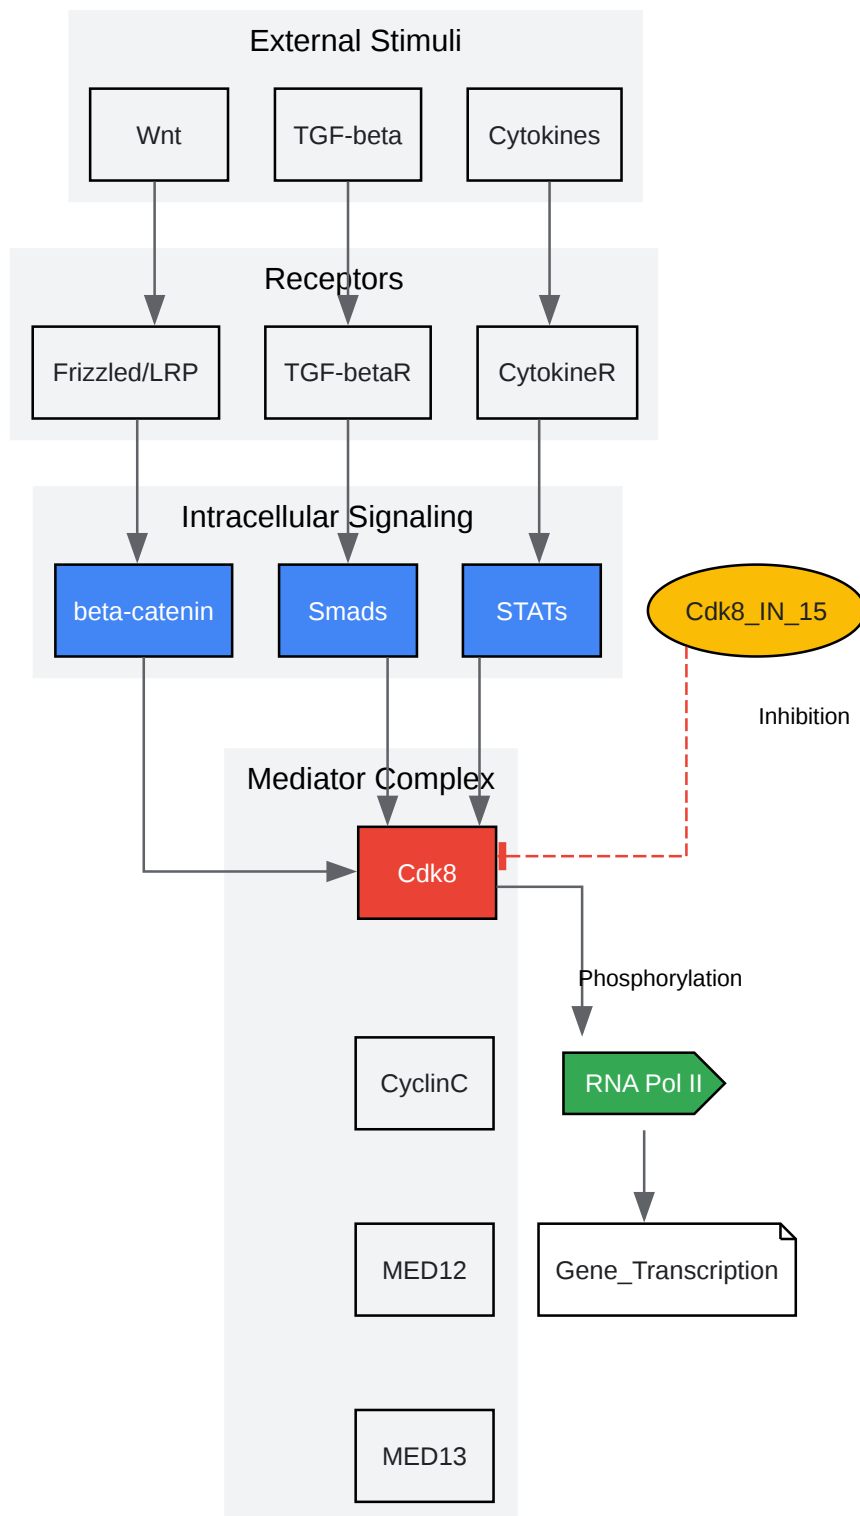 External Stimuli
Wnt
TGF-beta
Cytokines
Receptors
Frizzled/LRP
TGF-betaR
CytokineR
Intracellular Signaling
beta-catenin
Smads
STATs
Cdk8_IN_15
Inhibition
Mediator Complex
Cdk8
Phosphorylation
CyclinC
RNA Pol II
MED12
Gene_Transcription
MED13